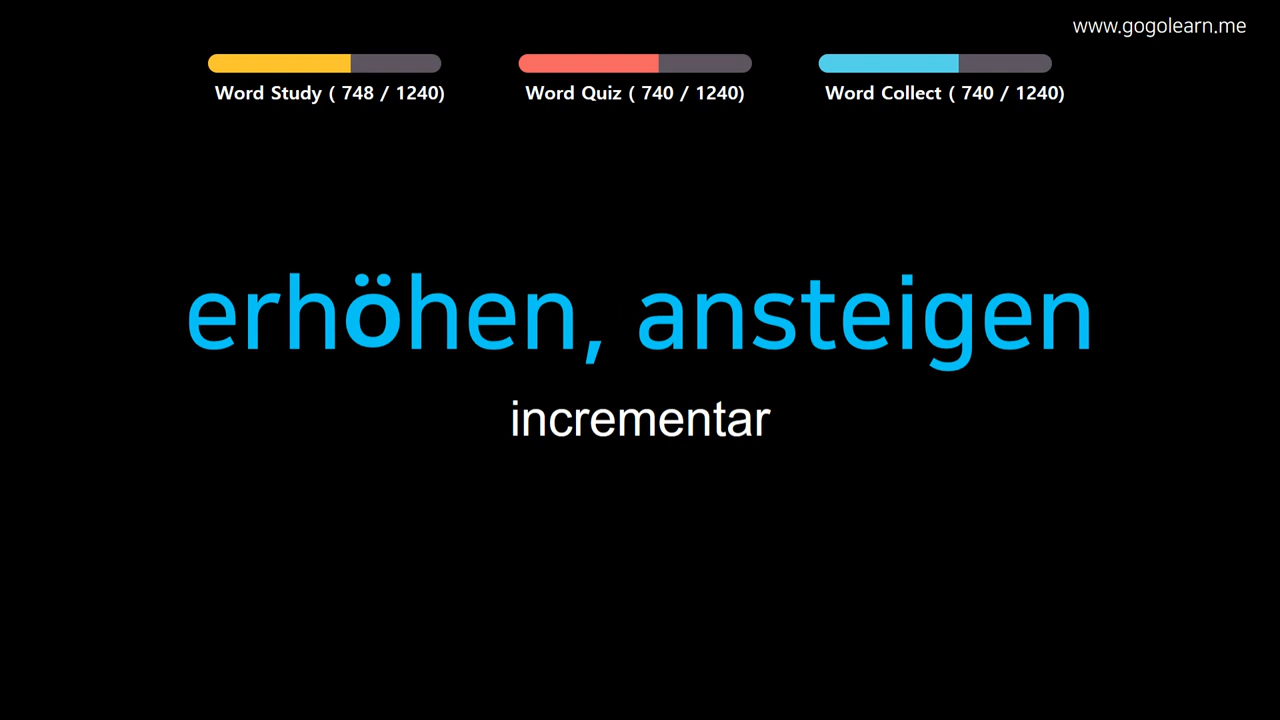 www.gogolearn.me
Word Study ( 748 / 1240)
Word Quiz ( 740 / 1240)
Word Collect ( 740 / 1240)
erhöhen, ansteigen
incrementar